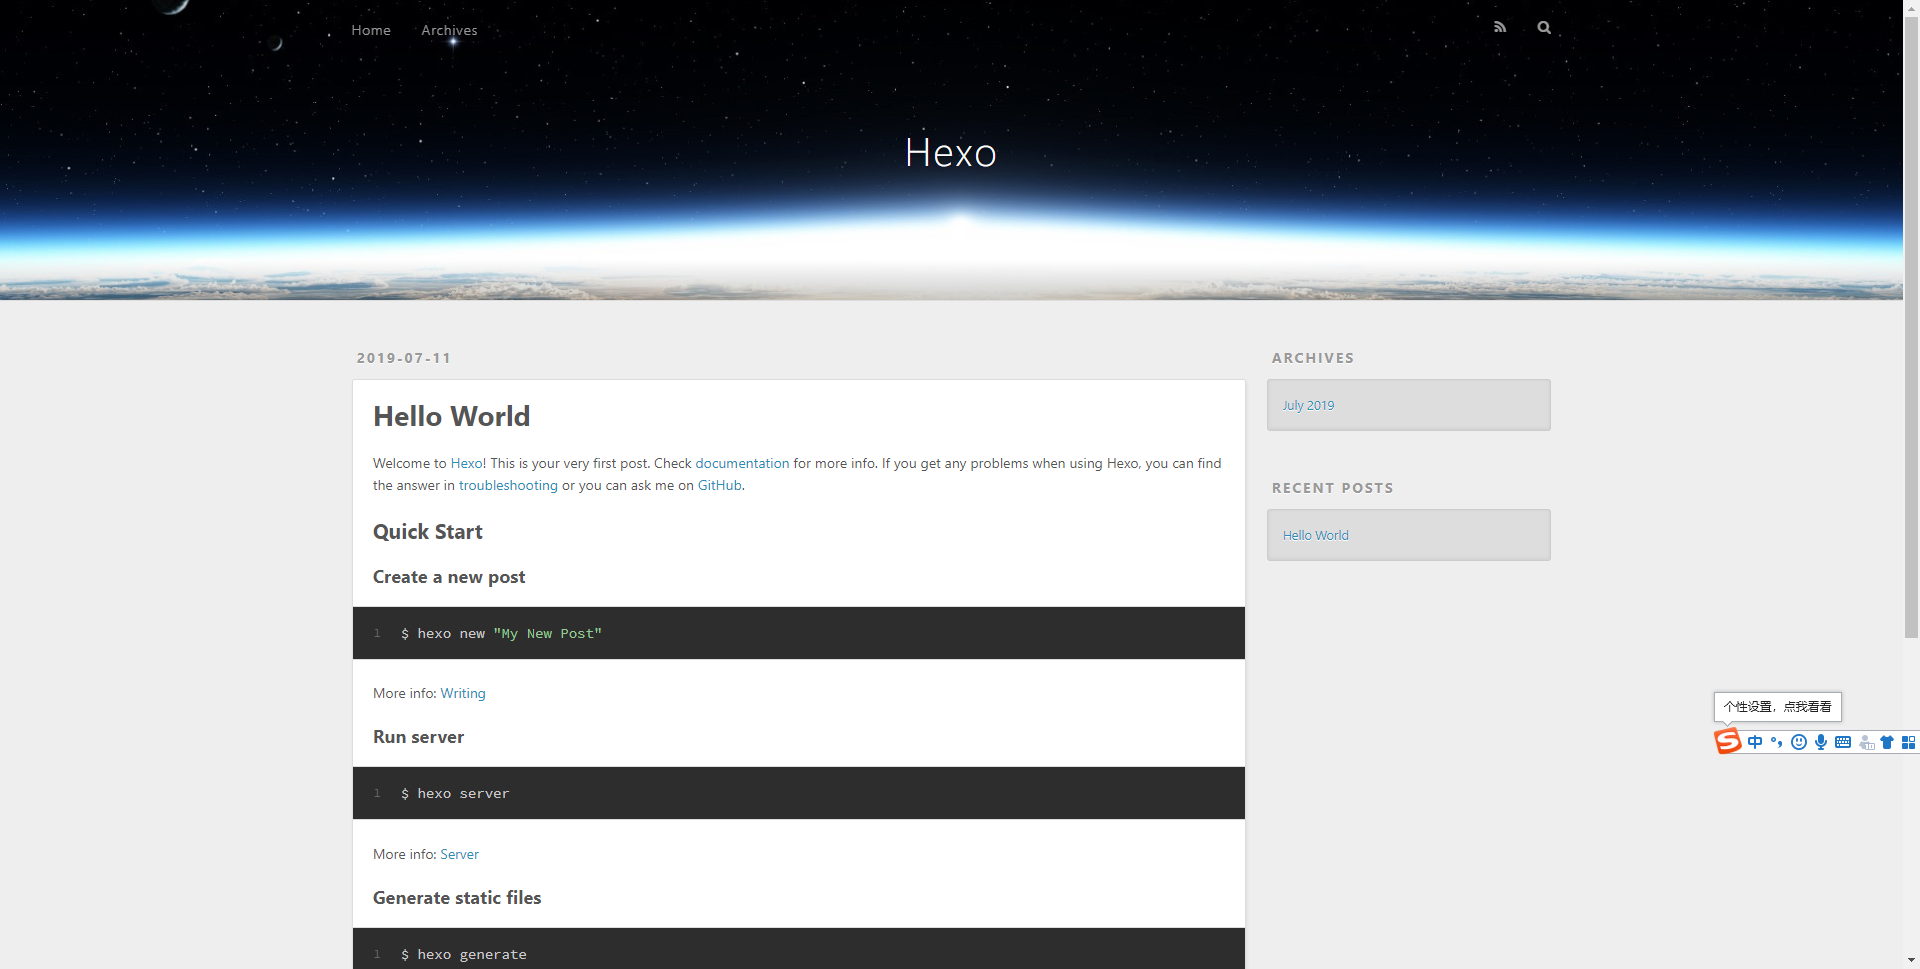 Home Archives
Hexo
2019-07-11
Hello World
Welcome to Hexo! This is your very first post. Check documentation for more info. If you get any problems when using Hexo, you can find
the answer in troubleshooting or you can ask me on GitHub.
Quick Start
Create a new post
1 $ hexo new "My New Post"
More info: Writing
Run server
1 $ hexo server
More info: Server
Generate static files
1 $ hexo generate
ARCHIVES
July 2019
RECENT POSTS
Hello World
个性设置，点我看看
S 中